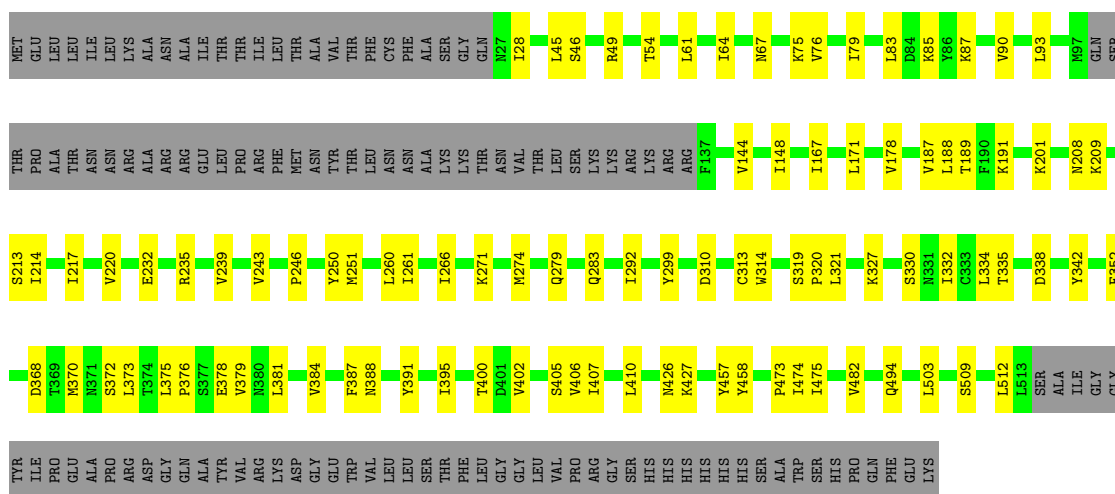 MET GLU LEU LEU ILE LEU LYS ALA ASN ALA ILE THR THR ILE LEU THR ALA VAL THR PHE CYS PHE ALA SER GLY GLN N27 I28 L45 S46 R49 T54 L61 I64 N67 K75 V76 I79 L83 D84 K85 Y86 K87 V90 L93 M97 GLN SER
THR PRO ALA THR ASN ASN ARG ALA ARG ARG GLU LEU PRO ARG PHE MET ASN TYR THR LEU ASN ASN ALA LYS LYS THR ASN VAL THR LEU SER LYS LYS ARG LYS ARG ARG F137 V144 I148 I167 L171 V178 V187 L188 T189 F190 K191 K201 N208 K209
S213 I214 I217 V220 E232 R235 V239 V243 P246 Y250 M251 L260 I261 I266 K271 M274 Q279 Q283 I292 Y299 D310 C313 W314 S319 P320 L321 K327 S330 N331 I332 C333 L334 T335 D338 Y342
D368 T369 M370 N371 S372 L373 T374 L375 P376 S377 E378 V379 N380 L381 V384 F387 N388 Y391 I395 T400 D401 V402 S405 V406 I407 L410 N426 K427 Y457 Y458 P473 I474 I475 V482 Q494 L503 S509 L512 L513 SER ALA ILE GLY GLY
TYR ILE PRO GLU ALA PRO ARG ASP GLY GLN ALA TYR VAL ARG LYS ASP GLY GLU TRP VAL LEU LEU SER THR PHE LEU GLY GLY LEU VAL PRO ARG GLY SER HIS HIS HIS HIS HIS HIS SER ALA TRP SER HIS PRO GLN PHE GLU LYS